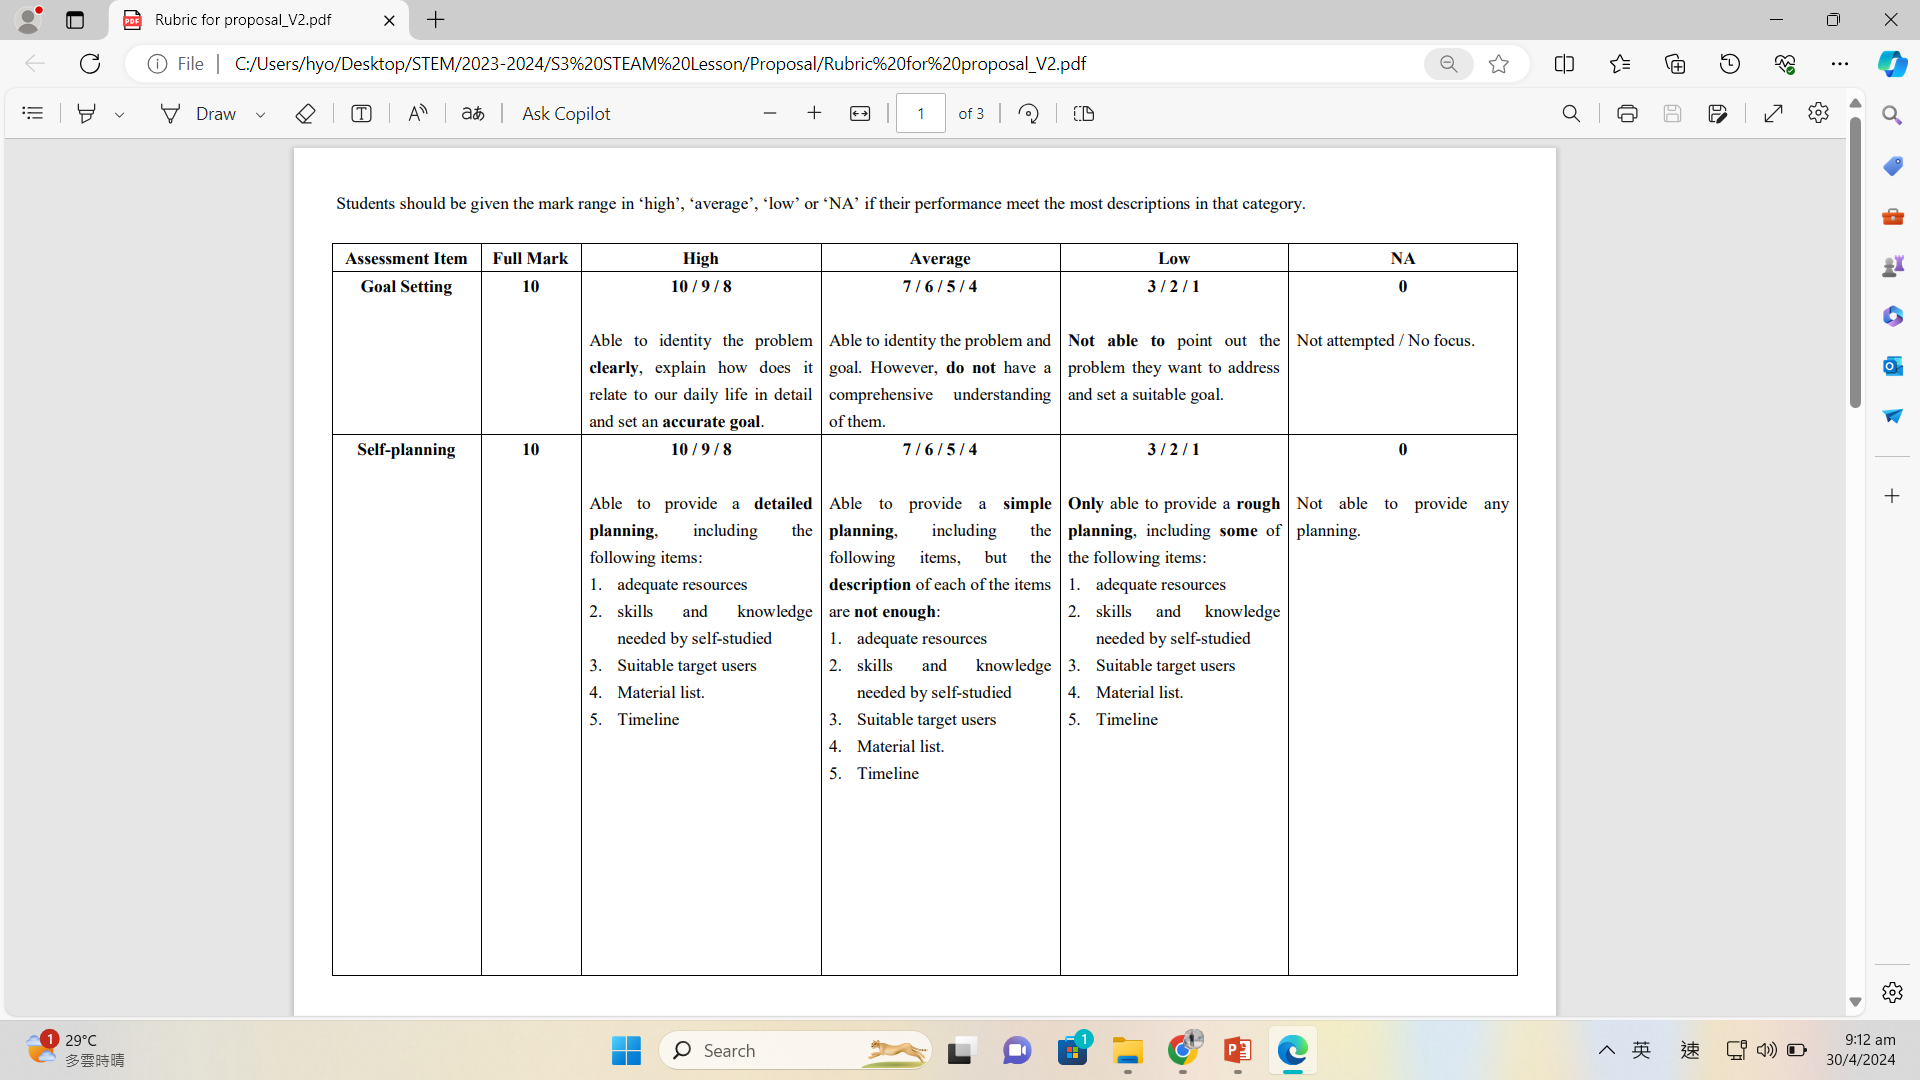 Rubric for proposal_V2.pdf
File
C:/Users/hyo/Desktop/STEM/2023-2024/S3%20STEAM%20Lesson/Proposal/Rubric%20for%20proposal_V2.pdf
Draw
Ask Copilot
1
of 3
Students should be given the mark range in ‘high’, ‘average’, ‘low’ or ‘NA’ if their performance meet the most descriptions in that category.
Assessment Item
Full Mark
High
Average
Low
NA
Goal Setting
10
10 / 9 / 8
Able to identity the problem
clearly, explain how does it
relate to our daily life in detail
and set an accurate goal.
7 / 6 / 5 / 4
Able to identity the problem and
goal. However, do not have a
comprehensive understanding
of them.
3 / 2 / 1
Not able to point out the
problem they want to address
and set a suitable goal.
0
Not attempted / No focus.
Self-planning
10
10 / 9 / 8
Able to provide a detailed
planning, including the
following items:
1. adequate resources
2. skills and knowledge
needed by self-studied
3. Suitable target users
4. Material list.
5. Timeline
7 / 6 / 5 / 4
Able to provide a simple
planning, including the
following items, but the
description of each of the items
are not enough:
1. adequate resources
2. skills and knowledge
needed by self-studied
3. Suitable target users
4. Material list.
5. Timeline
3 / 2 / 1
Only able to provide a rough
planning, including some of
the following items:
1. adequate resources
2. skills and knowledge
needed by self-studied
3. Suitable target users
4. Material list.
5. Timeline
0
Not able to provide any
planning.
1
29°C
多雲時晴
Search
1
英
速
9:12 am
30/4/2024